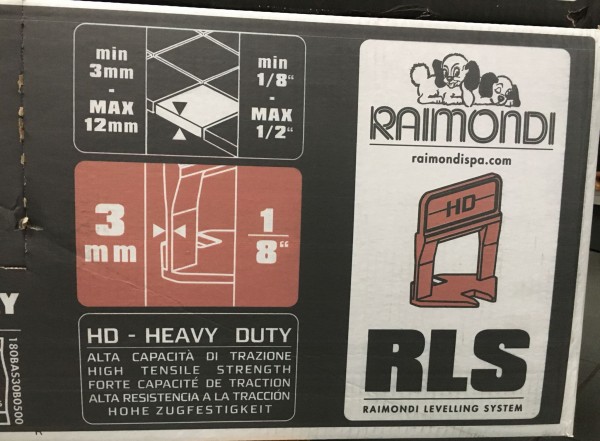 min
3mm
-
MAX
12mm
min
1/8"
-
MAX
1/2"
3
mm
1
8"
HD - HEAVY DUTY
ALTA CAPACITÀ DI TRAZIONE
HIGH TENSILE STRENGTH
FORTE CAPACITÉ DE TRACTION
ALTA RESISTENCIA A LA TRACCIÓN
HOHE ZUGFESTIGKEIT
RAIMONDI
raimondispa.com
HD
RLS
RAIMONDI LEVELLING SYSTEM
Y
180BAS30B0500